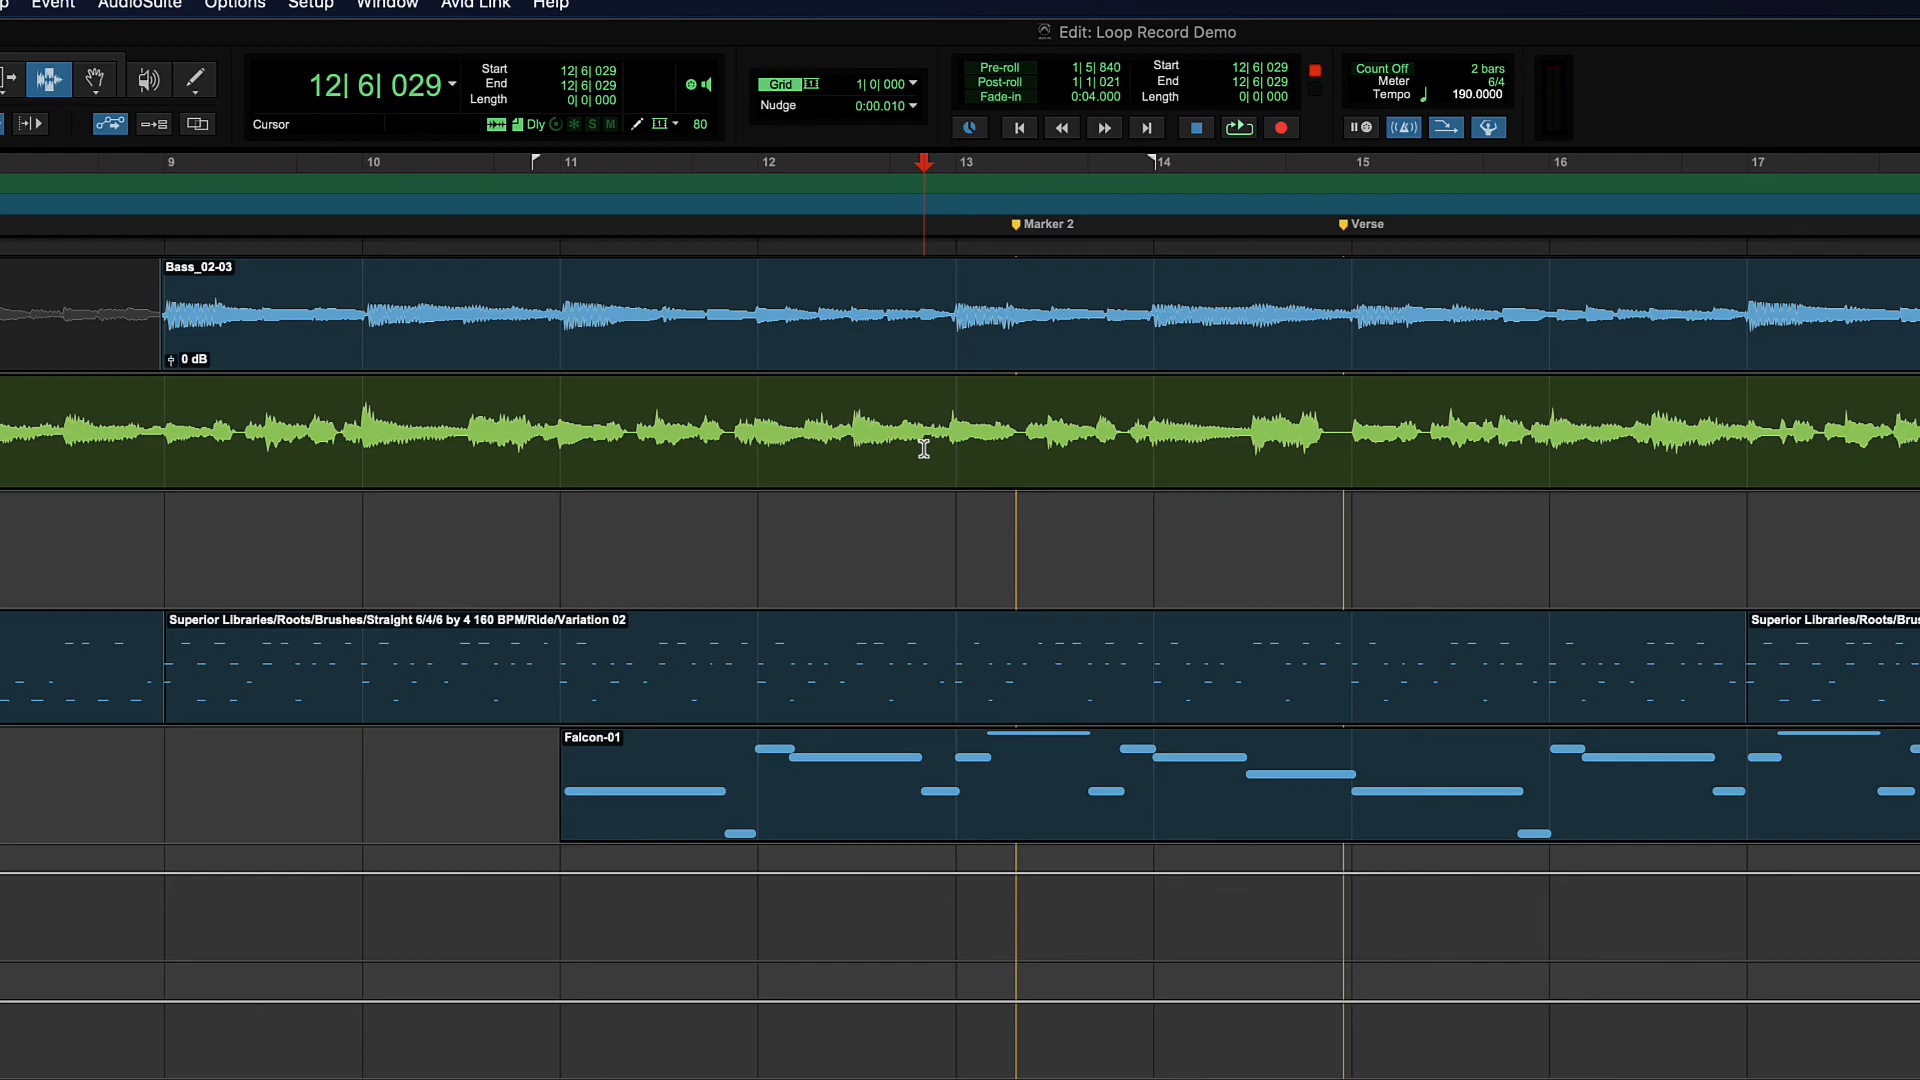 p Event AudioSuite Options Setup Window Avid Link Help
Edit: Loop Record Demo
12| 6| 029
Start 12| 6| 029
End 12| 6| 029
Length 0| 0| 000
Cursor
Dly S M 80
Grid 1| 0| 000
Nudge 0:00.010
Pre-roll 1| 5| 840
Post-roll 1| 1| 021
Fade-in 0:04.000
Start 12| 6| 029
End 12| 6| 029
Length 0| 0| 000
Count Off 2 bars
Meter 6/4
Tempo 190.0000
9 10 11 12 13 14 15 16 17
Marker 2 Verse
Bass_02-03
0 dB
Superior Libraries/Roots/Brushes/Straight 6/4/6 by 4 160 BPM/Ride/Variation 02
Superior Libraries/Roots/Brus
Falcon-01